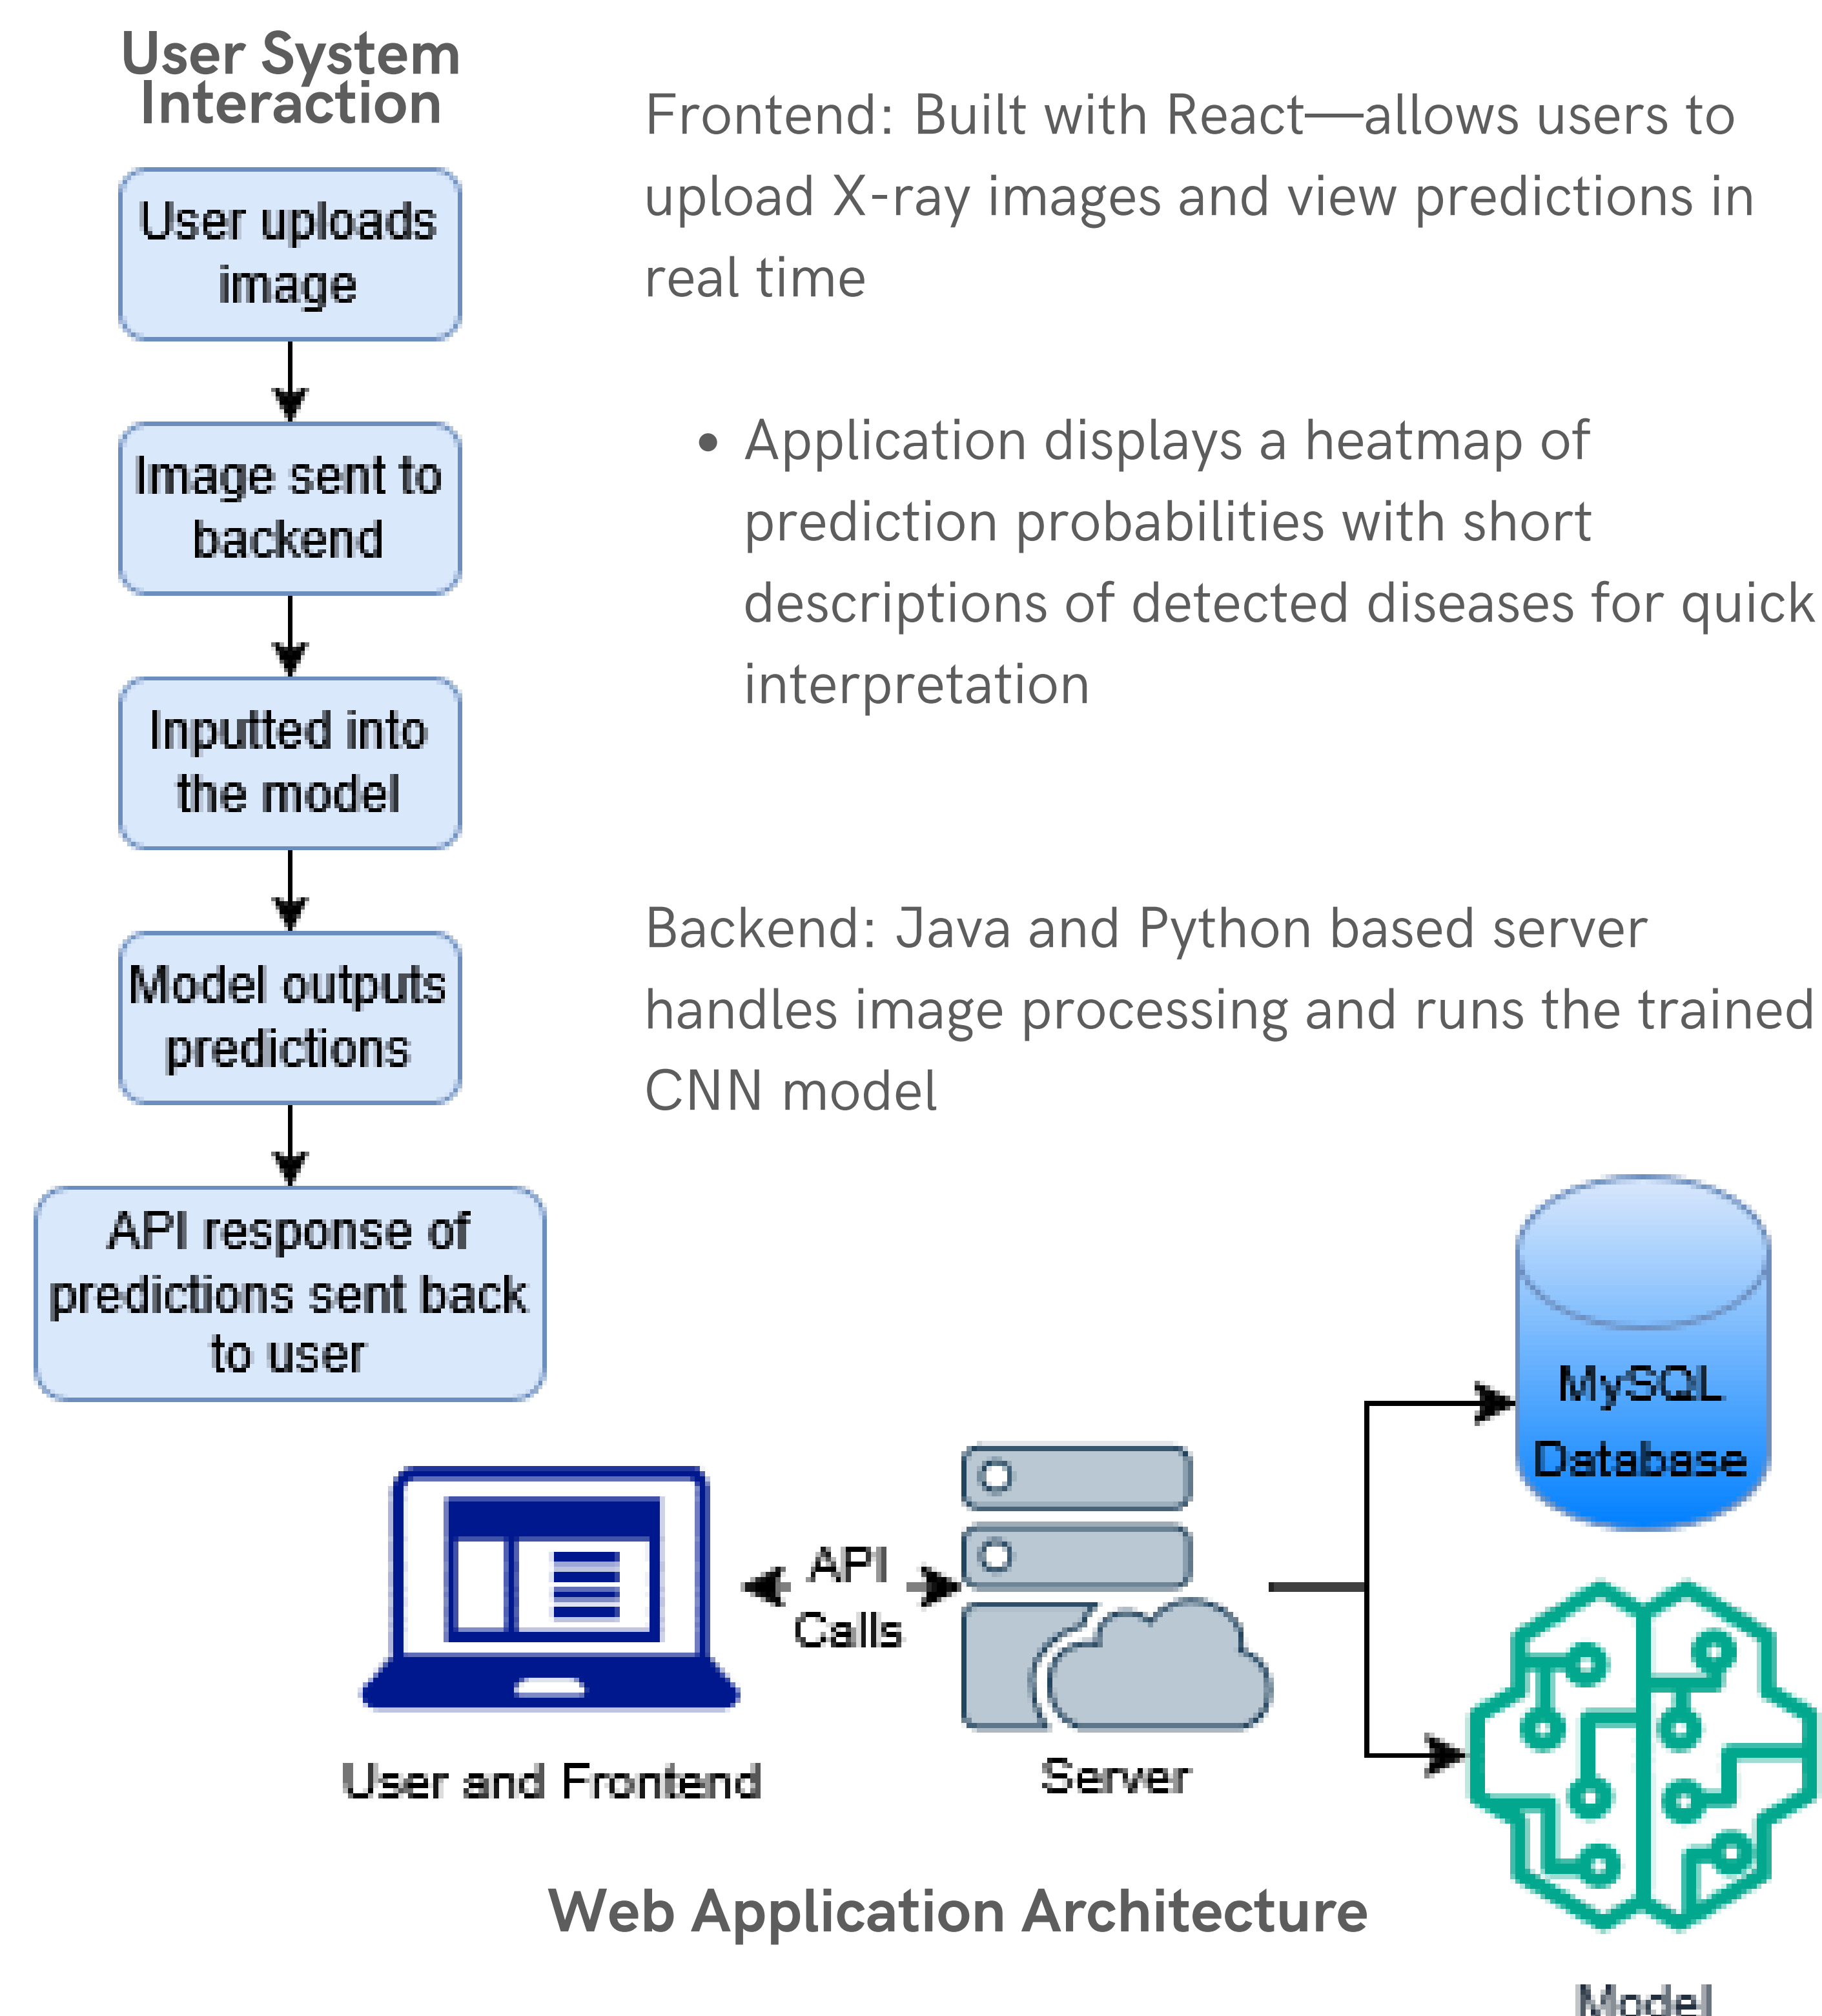 User System
Interaction
User uploads
image
Image sent to
backend
Inputted into
the model
Model outputs
predictions
API response of
predictions sent back
to user
Frontend: Built with React—allows users to
upload X-ray images and view predictions in
real time
• Application displays a heatmap of
prediction probabilities with short
descriptions of detected diseases for quick
interpretation
Backend: Java and Python based server
handles image processing and runs the trained
CNN model
MySQL
Database
API
Calls
User and Frontend
Server
Model
Web Application Architecture